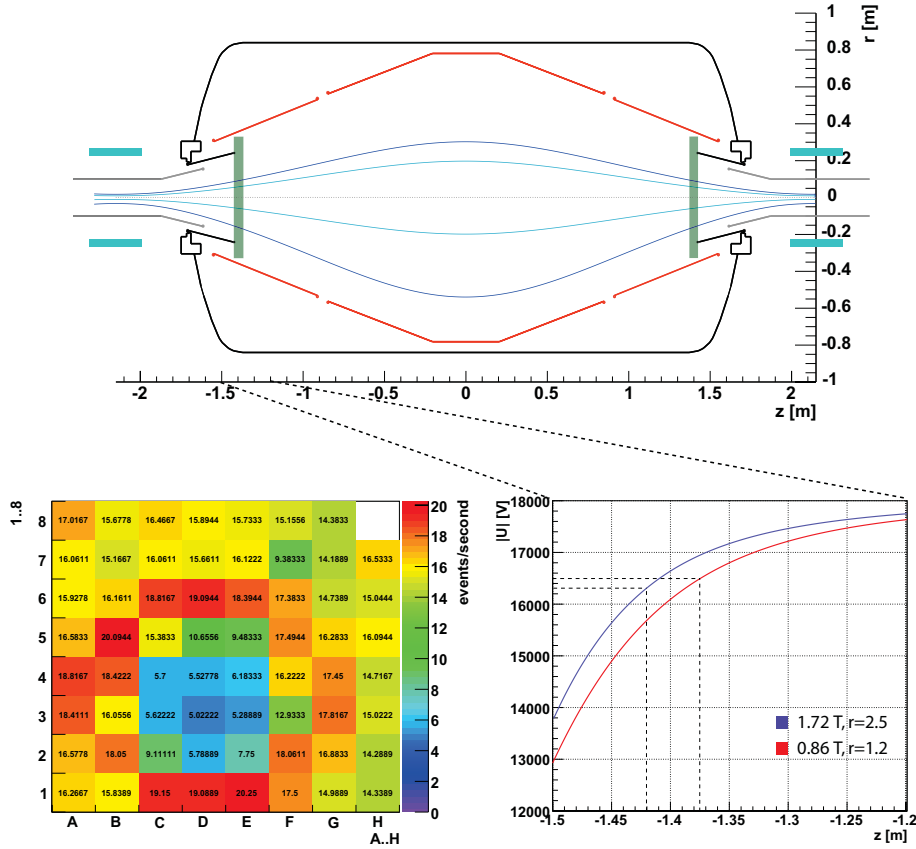 1
0.8
0.6
0.4
0.2
0
-0.2
-0.4
-0.6
-0.8
-1
r [m]
-2 -1.5 -1 -0.5 0 0.5 1 1.5 2
z [m]
1..8
8 17.0167 15.6778 16.4667 15.8944 15.7333 15.1556 14.3833
7 16.0611 15.1667 16.0611 15.6611 16.1222 9.38333 14.1889 16.5333
6 15.9278 16.1611 18.8167 19.0944 18.3944 17.3833 14.7389 15.0444
5 16.5833 20.0944 15.3833 10.6556 9.48333 17.4944 16.2833 16.0944
4 18.8167 18.4222 5.7 5.52778 6.18333 16.2222 17.45 14.7167
3 18.4111 16.0556 5.62222 5.02222 5.28889 12.9333 17.8167 15.0222
2 16.5778 18.05 9.11111 5.78889 7.75 18.0611 16.8833 14.2889
1 16.2667 15.8389 19.15 19.0889 20.25 17.5 14.9889 14.3389
A B C D E F G H
A..H
20
18
16
14
12
10
8
6
4
2
0
events/second
|U| [V]
18000
17000
16000
15000
14000
13000
12000
1.72 T, r=2.5
0.86 T, r=1.2
-1.5 -1.45 -1.4 -1.35 -1.3 -1.25 -1.2
z [m]